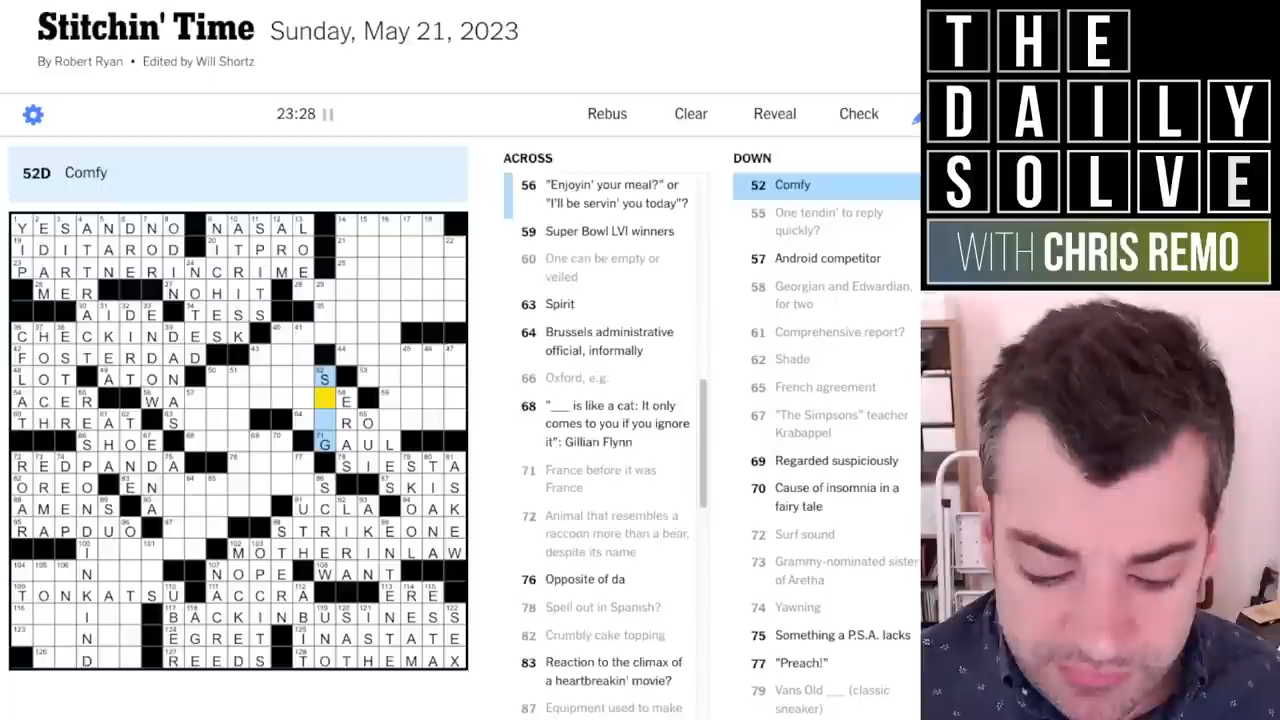 Stitchin' Time Sunday, May 21, 2023
By Robert Ryan • Edited by Will Shortz
23:28
Rebus
Clear
Reveal
Check
52D Comfy
YESANDNO NASAL
IDITAROD ITPRO
PARTNERINCRIME
MER NOHIT
AIDE TESS
CHECKINDESK
FOSTERDAD
LOT ATON S
ACER WA E
THREAT S RO
SHOE GAUL
REDPANDA SIESTA
OREO EN S SKIS
AMENS A UCLA OAK
RAPDUO STRIKEONE
I MOTHERINLAW
N NOPE WANT
TONKATSU ACCRA ERE
I BACKINBUSINESS
N EGRET INASTATE
D REEDS TOTHEMAX
ACROSS
56 "Enjoyin' your meal?" or
"I'll be servin' you today"?
59 Super Bowl LVI winners
60 One can be empty or
veiled
63 Spirit
64 Brussels administrative
official, informally
66 Oxford, e.g.
68 "___ is like a cat: It only
comes to you if you ignore
it": Gillian Flynn
71 France before it was
France
72 Animal that resembles a
raccoon more than a bear,
despite its name
76 Opposite of da
78 Spell out in Spanish?
82 Crumbly cake topping
83 Reaction to the climax of
a heartbreakin' movie?
87 Equipment used to make
DOWN
52 Comfy
55 One tendin' to reply
quickly?
57 Android competitor
58 Georgian and Edwardian,
for two
61 Comprehensive report?
62 Shade
65 French agreement
67 "The Simpsons" teacher
Krabappel
69 Regarded suspiciously
70 Cause of insomnia in a
fairy tale
72 Surf sound
73 Grammy-nominated sister
of Aretha
74 Yawning
75 Something a P.S.A. lacks
77 "Preach!"
79 Vans Old ___ (classic
sneaker)
THE
DAILY
SOLVE
WITH CHRIS REMO